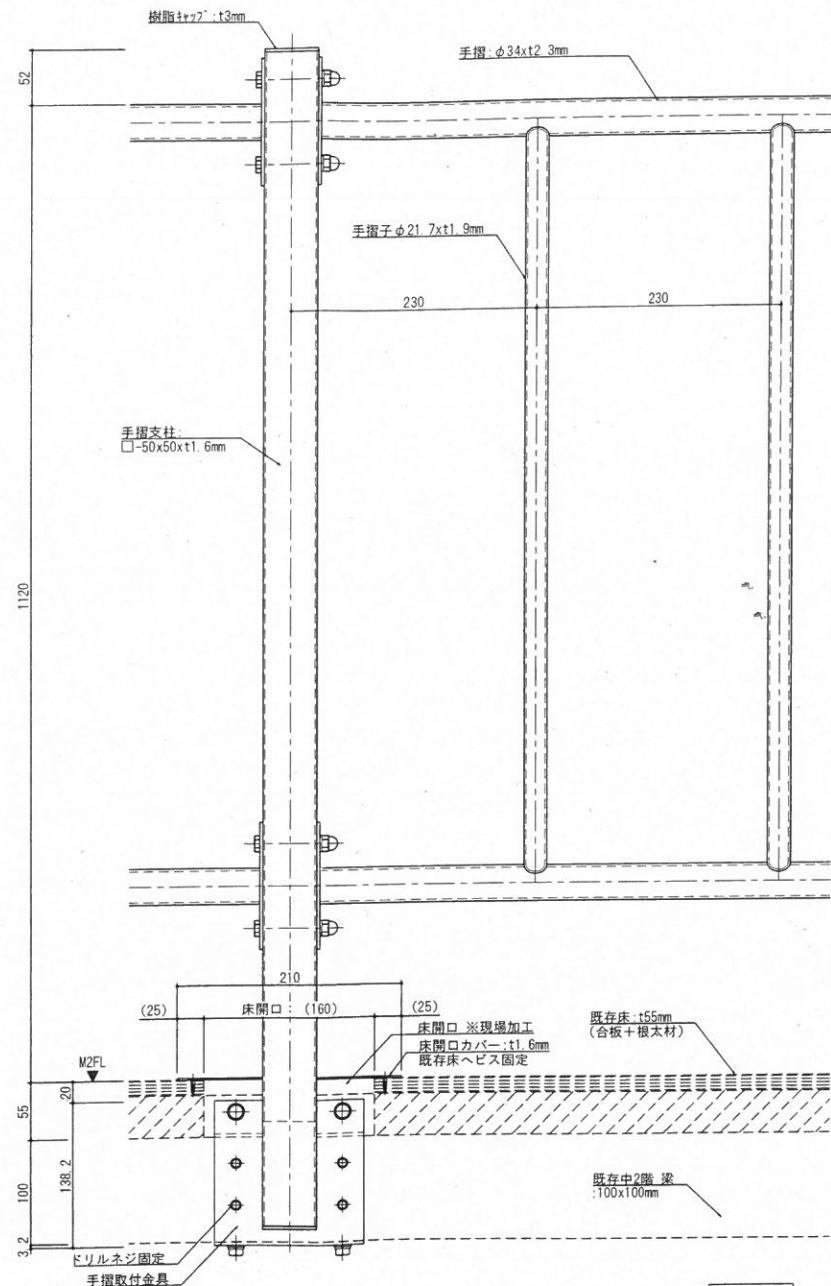 樹脂ｷｬｯﾌﾟ:t3mm
手摺:φ34xt2.3mm
52
手摺子φ21.7xt1.9mm
230
230
手摺支柱:
□-50x50xt1.6mm
1120
210
(25)
床開口: (160)
(25)
床開口 ※現場加工
床開口カバー:t1.6mm
既存床へビス固定
既存床:t55mm
(合板＋根太材)
M2FL
20
55
138.2
100
3.2
既存中2階 梁
:100x100mm
ドリルネジ固定
手摺取付金具